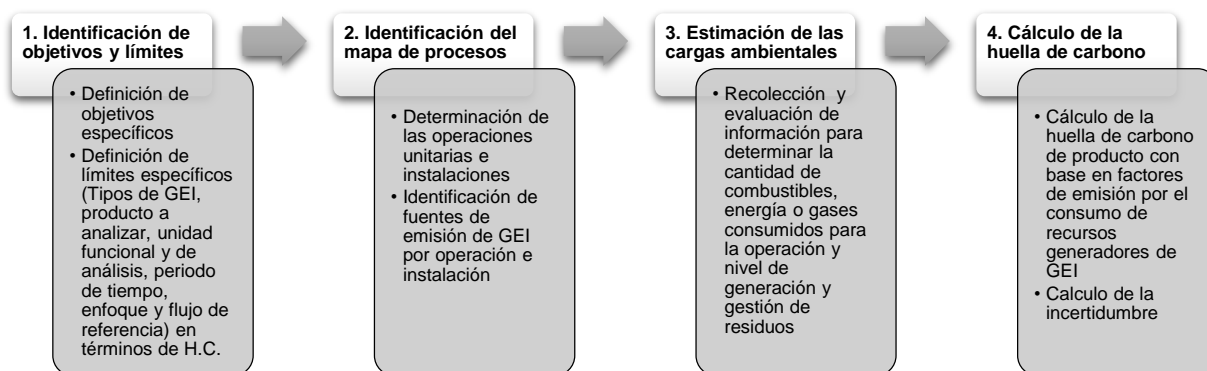 1. Identificación de
objetivos y límites
• Definición de
objetivos
específicos
• Definición de
límites específicos
(Tipos de GEI,
producto a
analizar, unidad
funcional y de
análisis, periodo
de tiempo,
enfoque y flujo de
referencia) en
términos de H.C.
2. Identificación del
mapa de procesos
• Determinación de
las operaciones
unitarias e
instalaciones
• Identificación de
fuentes de
emisión de GEI
por operación e
instalación
3. Estimación de las
cargas ambientales
• Recolección y
evaluación de
información para
determinar la
cantidad de
combustibles,
energía o gases
consumidos para
la operación y
nivel de
generación y
gestión de
residuos
4. Cálculo de la
huella de carbono
• Cálculo de la
huella de carbono
de producto con
base en factores
de emisión por el
consumo de
recursos
generadores de
GEI
• Calculo de la
incertidumbre